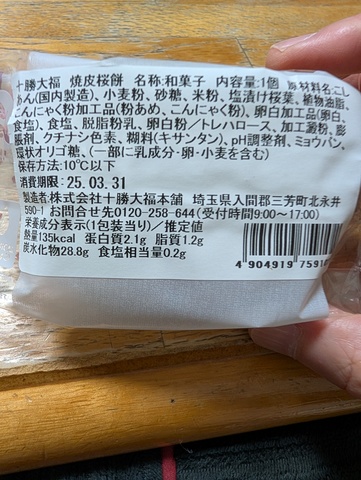 十勝大福 焼皮桜餅 名称:和菓子 内容量:1個 原材料名:こし
あん(国内製造)、小麦粉、砂糖、米粉、塩漬け桜葉、植物油脂、
こんにゃく粉加工品(粉あめ、こんにゃく粉)、卵白加工品(卵白、
食塩)、食塩、脱脂粉乳、卵白粉／トレハロース、加工澱粉、膨
脹剤、クチナシ色素、糊料(キサンタン)、pH調整剤、ミョウバン、
環状オリゴ糖、(一部に乳成分・卵・小麦を含む)
保存方法:10℃以下
消費期限:25.03.31
製造者:株式会社十勝大福本舗 埼玉県入間郡三芳町北永井
590-1 お問合せ先0120-258-644(受付時間9:00～17:00)
栄養成分表示(1包装当り)／推定値
熱量135kcal 蛋白質2.1g 脂質1.2g
炭水化物28.8g 食塩相当量0.2g
4 904919 7591